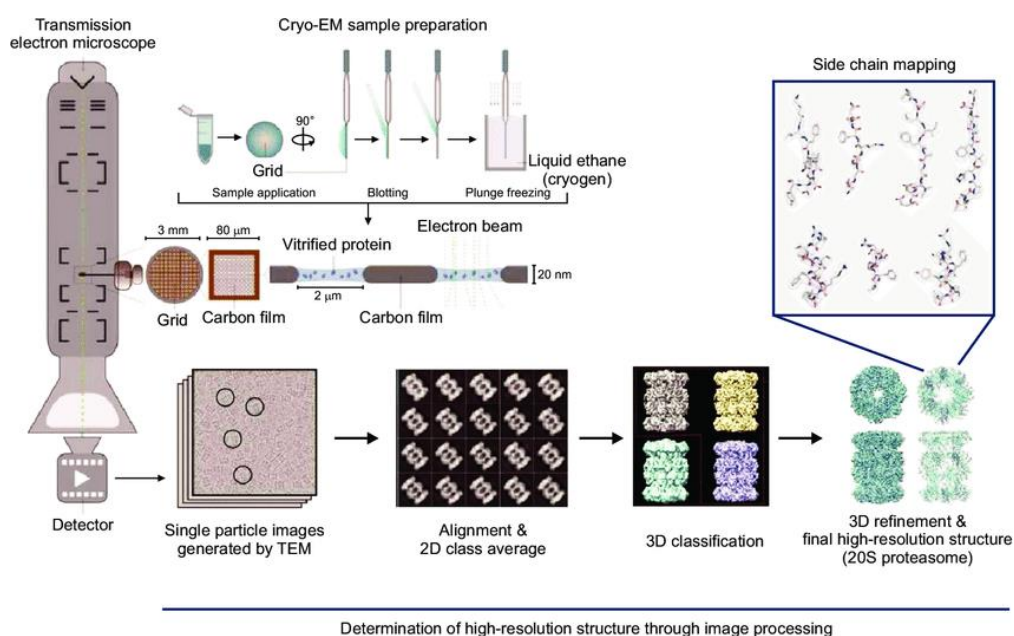 Transmission
electron microscope
Cryo-EM sample preparation
90°
Grid
Liquid ethane
(cryogen)
Sample application
Blotting
Plunge freezing
3 mm
80 μm
Vitrified protein
Electron beam
20 nm
2 μm
Grid
Carbon film
Carbon film
Side chain mapping
Detector
Single particle images
generated by TEM
Alignment &
2D class average
3D classification
3D refinement &
final high-resolution structure
(20S proteasome)
Determination of high-resolution structure through image processing